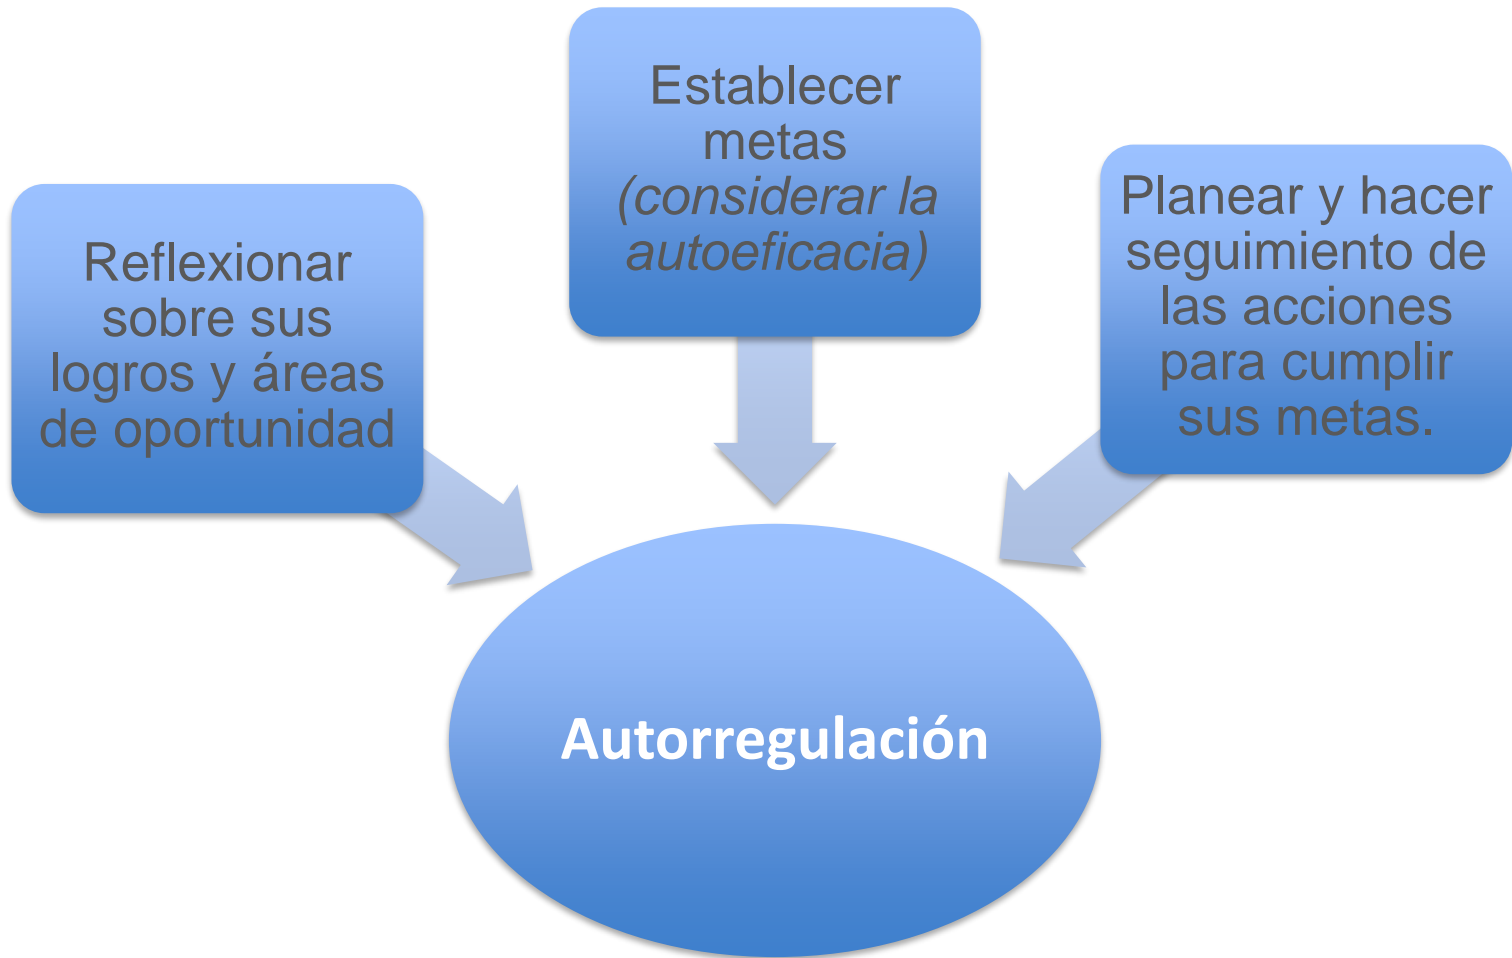 Reflexionar
sobre sus
logros y áreas
de oportunidad
Establecer
metas
(considerar la
autoeficacia)
Planear y hacer
seguimiento de
las acciones
para cumplir
sus metas.
Autorregulación